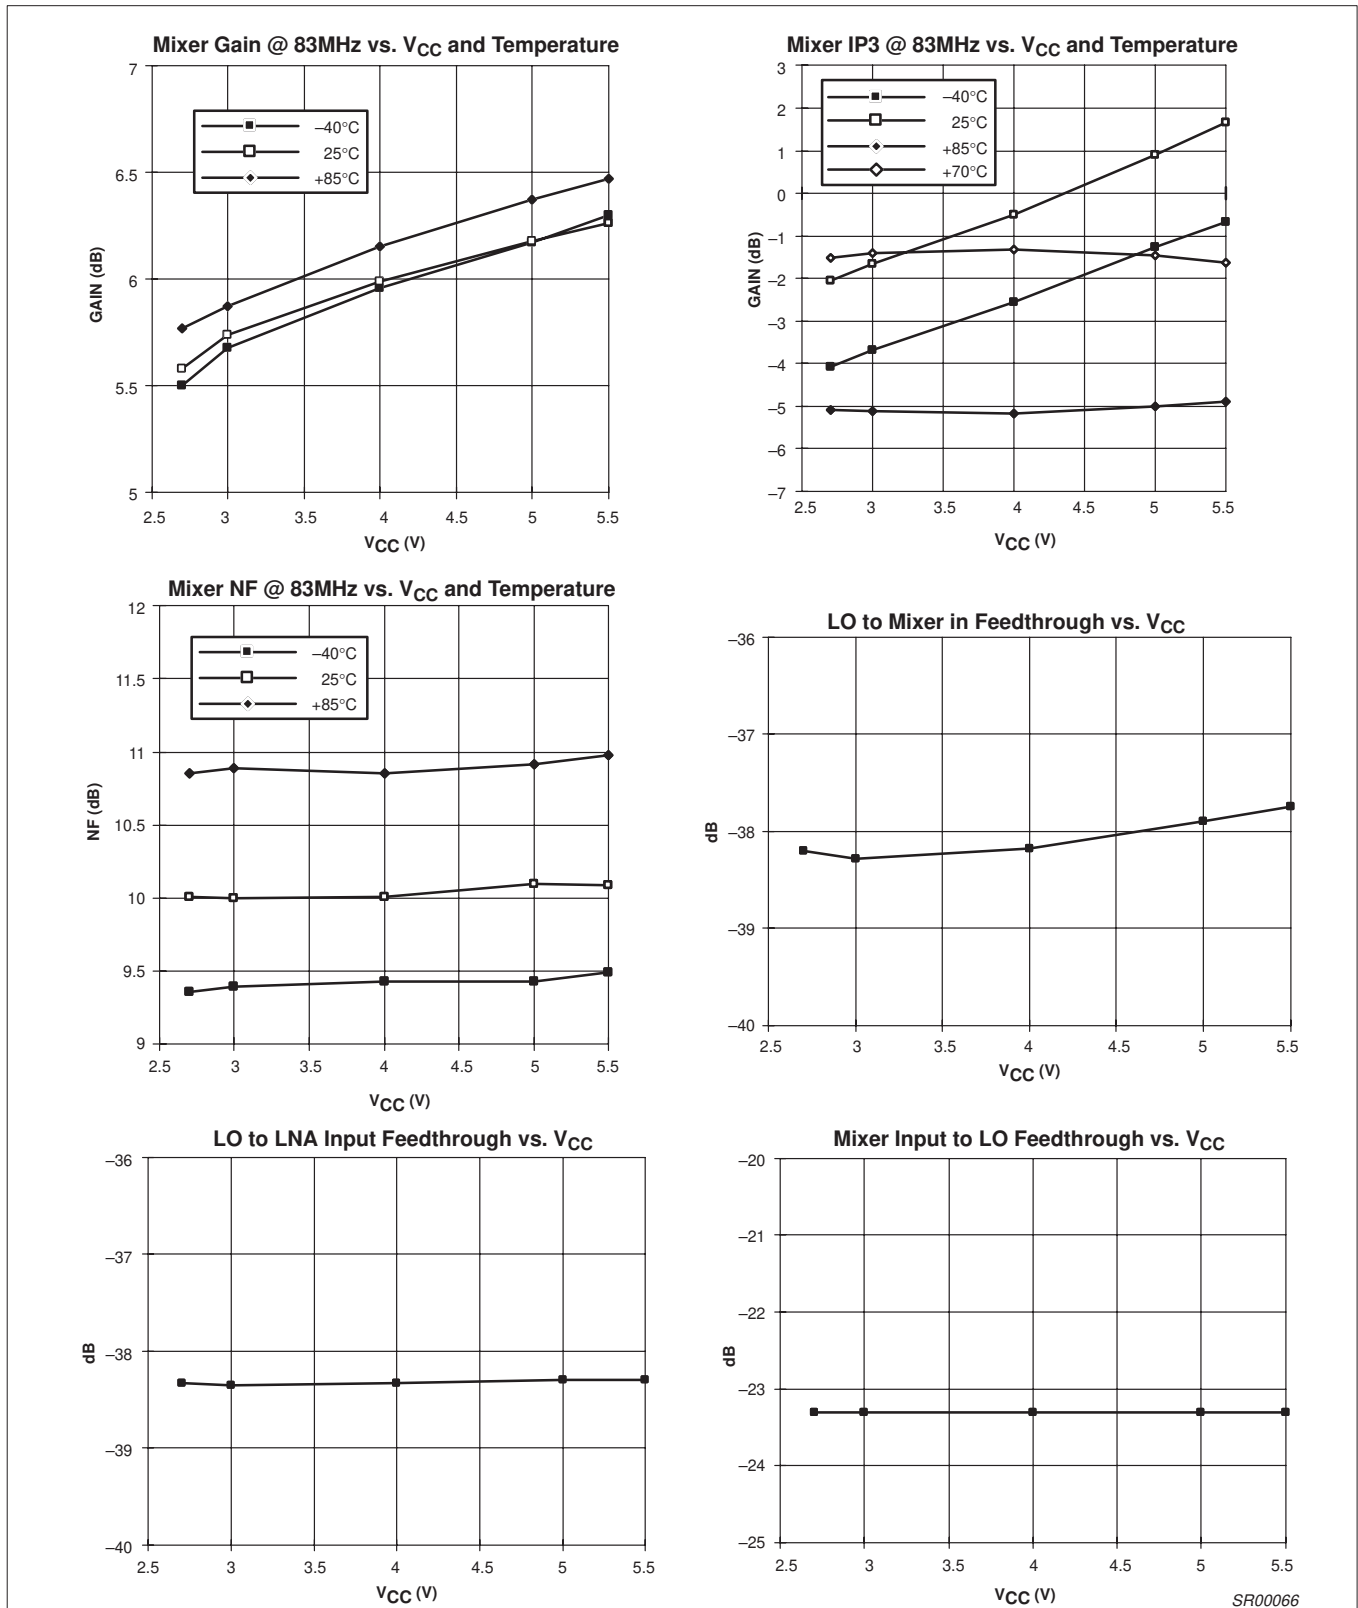 Mixer Gain @ 83MHz vs. VCC and Temperature
7
6.5
6
5.5
5
GAIN (dB)
–40°C
25°C
+85°C
2.5 3 3.5 4 4.5 5 5.5
VCC (V)
Mixer IP3 @ 83MHz vs. VCC and Temperature
3
2
1
0
–1
–2
–3
–4
–5
–6
–7
GAIN (dB)
–40°C
25°C
+85°C
+70°C
2.5 3 4 5 5.5
VCC (V)
Mixer NF @ 83MHz vs. VCC and Temperature
12
11.5
11
10.5
10
9.5
9
NF (dB)
–40°C
25°C
+85°C
2.5 3 3.5 4 4.5 5 5.5
VCC (V)
LO to Mixer in Feedthrough vs. VCC
–36
–37
–38
–39
–40
dB
2.5 3 3.5 4 4.5 5 5.5
VCC (V)
LO to LNA Input Feedthrough vs. VCC
–36
–37
–38
–39
–40
dB
2.5 3 3.5 4 4.5 5 5.5
VCC (V)
Mixer Input to LO Feedthrough vs. VCC
–20
–21
–22
–23
–24
–25
dB
2.5 3 3.5 4 4.5 5 5.5
VCC (V)
SR00066